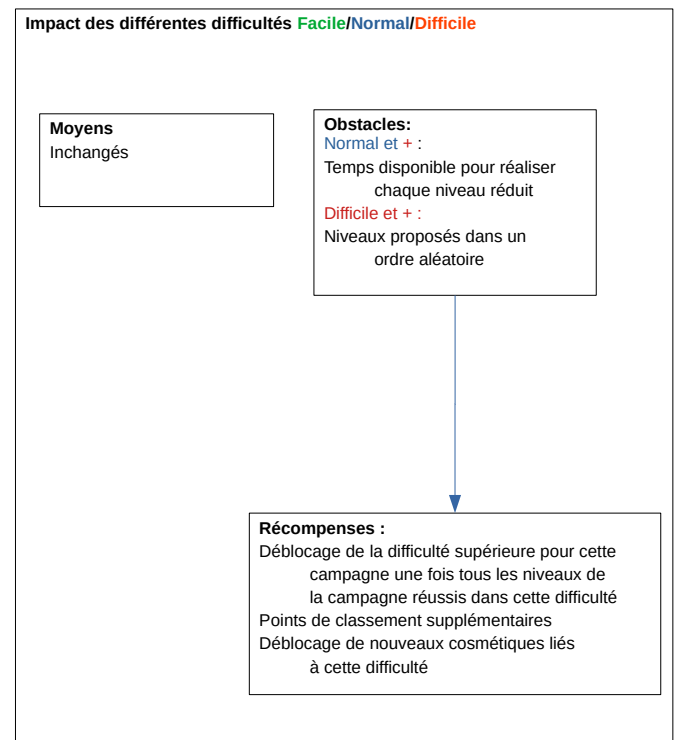 Impact des différentes difficultés Facile/Normal/Difficile
Moyens
Inchangés
Obstacles:
Normal et + :
Temps disponible pour réaliser
chaque niveau réduit
Difficile et + :
Niveaux proposés dans un
ordre aléatoire
Récompenses :
Déblocage de la difficulté supérieure pour cette
campagne une fois tous les niveaux de
la campagne réussis dans cette difficulté
Points de classement supplémentaires
Déblocage de nouveaux cosmétiques liés
à cette difficulté